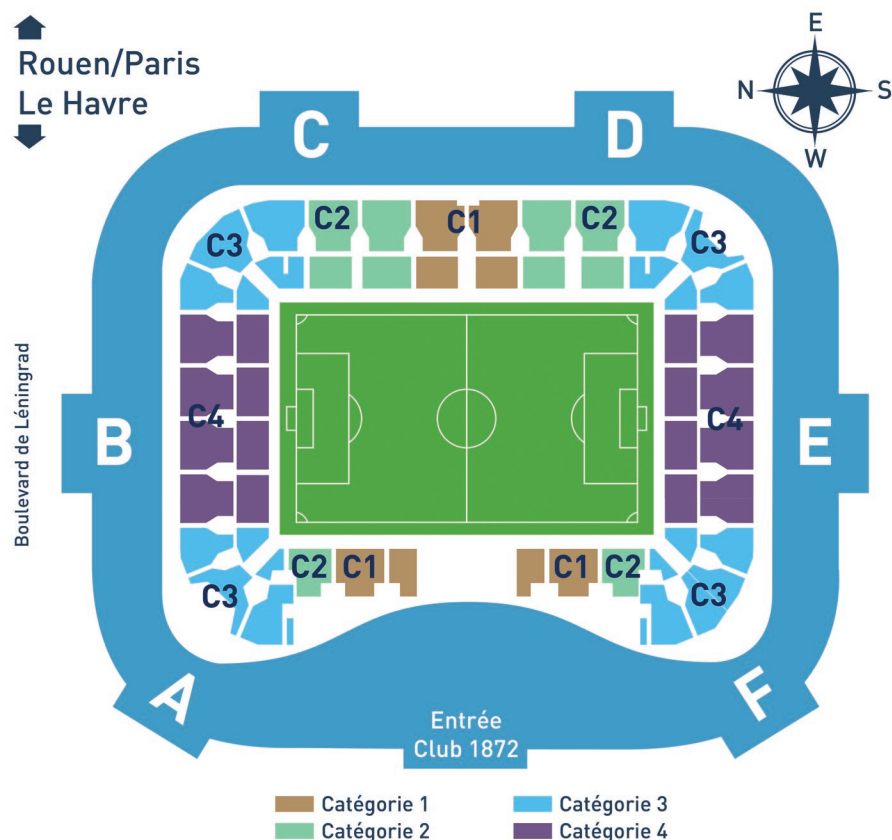 Rouen/Paris
Le Havre
E
N
S
W
C
D
C2
C1
C2
C3
C3
Boulevard de Léningrad
B
C4
C4
E
C2
C1
C1
C2
C3
C3
A
F
Entrée
Club 1872
Catégorie 1
Catégorie 3
Catégorie 2
Catégorie 4